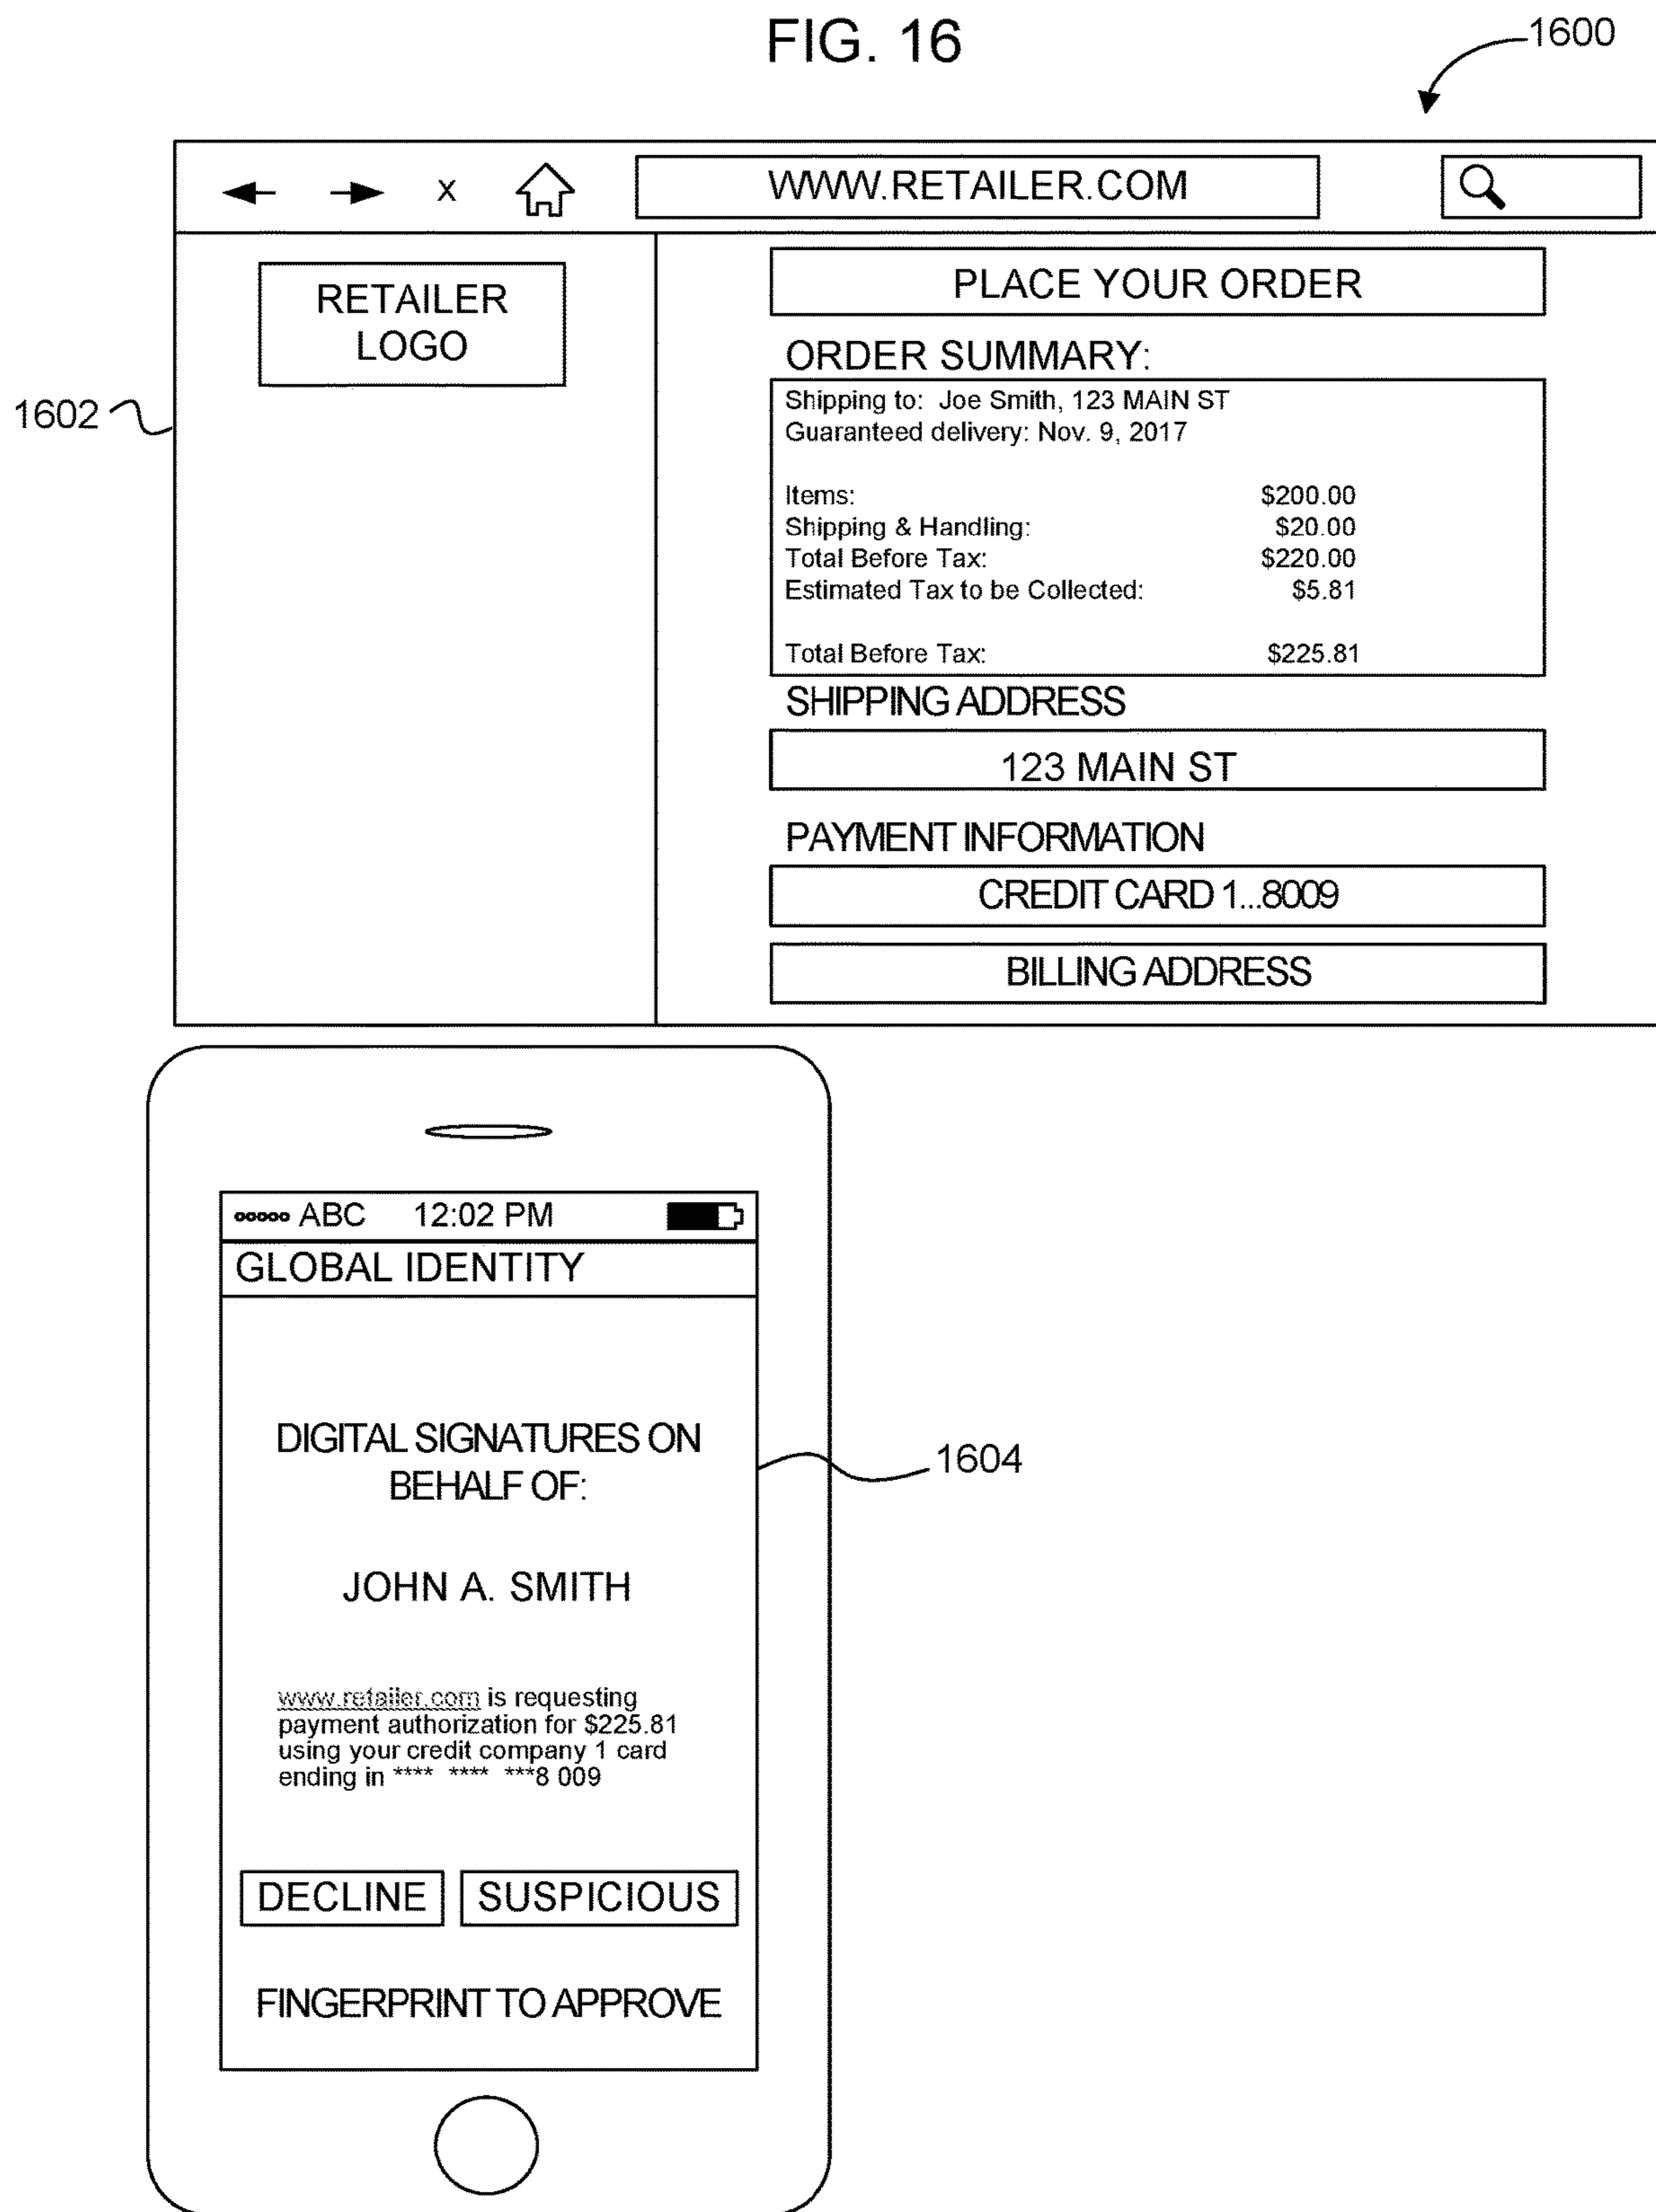 FIG. 16
1600
x
WWW.RETAILER.COM
RETAILER
LOGO
1602
PLACE YOUR ORDER
ORDER SUMMARY:
Shipping to: Joe Smith, 123 MAIN ST
Guaranteed delivery: Nov. 9, 2017
Items: $200.00
Shipping & Handling: $20.00
Total Before Tax: $220.00
Estimated Tax to be Collected: $5.81
Total Before Tax: $225.81
SHIPPING ADDRESS
123 MAIN ST
PAYMENT INFORMATION
CREDIT CARD 1...8009
BILLING ADDRESS
ABC 12:02 PM
GLOBAL IDENTITY
DIGITAL SIGNATURES ON
BEHALF OF:
1604
JOHN A. SMITH
www.retailer.com is requesting
payment authorization for $225.81
using your credit company 1 card
ending in **** **** ***8 009
DECLINE SUSPICIOUS
FINGERPRINT TO APPROVE